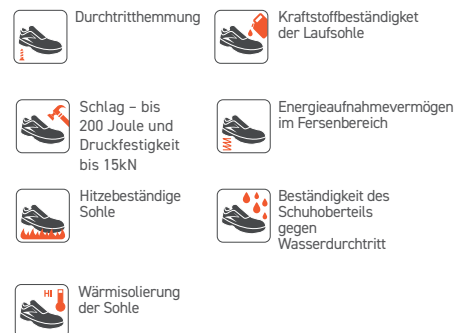 Durchtritthemmung
Kraftstoffbeständigket
der Laufsohle
Schlag – bis
200 Joule und
Druckfestigkeit
bis 15kN
Energieaufnahmevermögen
im Fersenbereich
Hitzebeständige
Sohle
Beständigkeit des
Schuhoberteils
gegen
Wasserdurchtritt
HI
Wärmisolierung
der Sohle